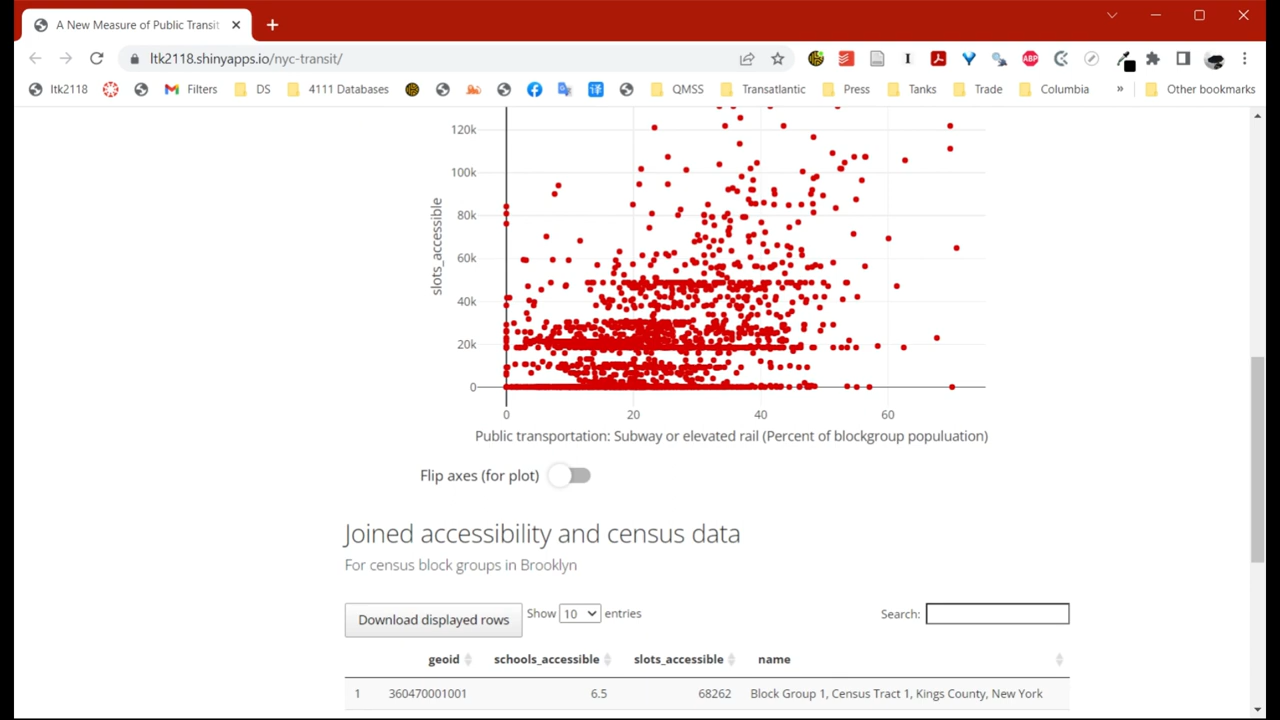 A New Measure of Public Transit
ltk2118.shinyapps.io/nyc-transit/
ltk2118 Filters DS 4111 Databases QMSS Transatlantic Press Tanks Trade Columbia » Other bookmarks
120k
100k
80k
60k
40k
20k
0
slots_accessible
0 20 40 60
Public transportation: Subway or elevated rail (Percent of blockgroup popluation)
Flip axes (for plot)
Joined accessibility and census data
For census block groups in Brooklyn
Download displayed rows Show 10 entries Search:
geoid schools_accessible slots_accessible name
1 360470001001 6.5 68262 Block Group 1, Census Tract 1, Kings County, New York